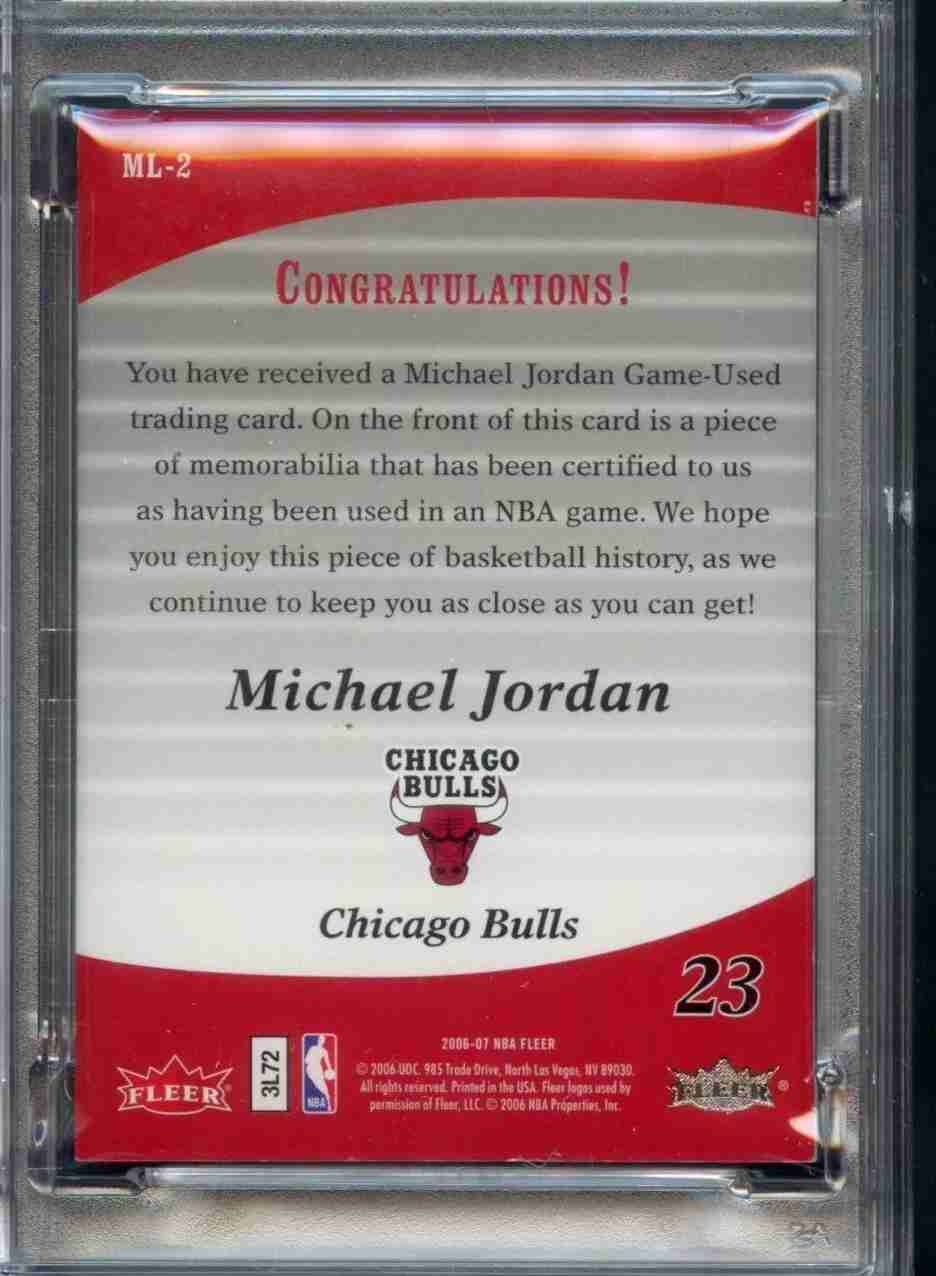 ML-2
CONGRATULATIONS!
You have received a Michael Jordan Game-Used
trading card. On the front of this card is a piece
of memorabilia that has been certified to us
as having been used in an NBA game. We hope
you enjoy this piece of basketball history, as we
continue to keep you as close as you can get!
Michael Jordan
CHICAGO
BULLS
Chicago Bulls
23
2006-07 NBA FLEER
© 2006 UDC. 985 Trade Drive, North Las Vegas, NV 89030.
All rights reserved. Printed in the USA. Fleer logos used by
permission of Fleer, LLC. © 2006 NBA Properties, Inc.
FLEER®
3L72
NBA
FLEER®